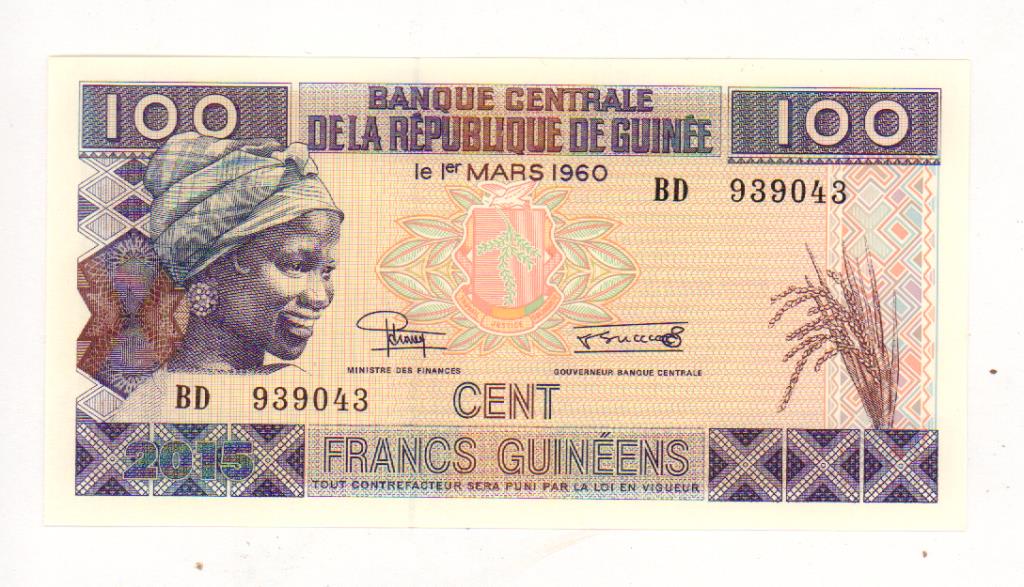 100
BANQUE CENTRALE
100
DE LA RÉPUBLIQUE DE GUINÉE
le 1er MARS 1960
BD 939043
JUSTICE
MINISTRE DES FINANCES
GOUVERNEUR BANQUE CENTRALE
BD 939043
CENT
2015
FRANCS GUINÉENS
TOUT CONTREFACTEUR SERA PUNI PAR LA LOI EN VIGUEUR